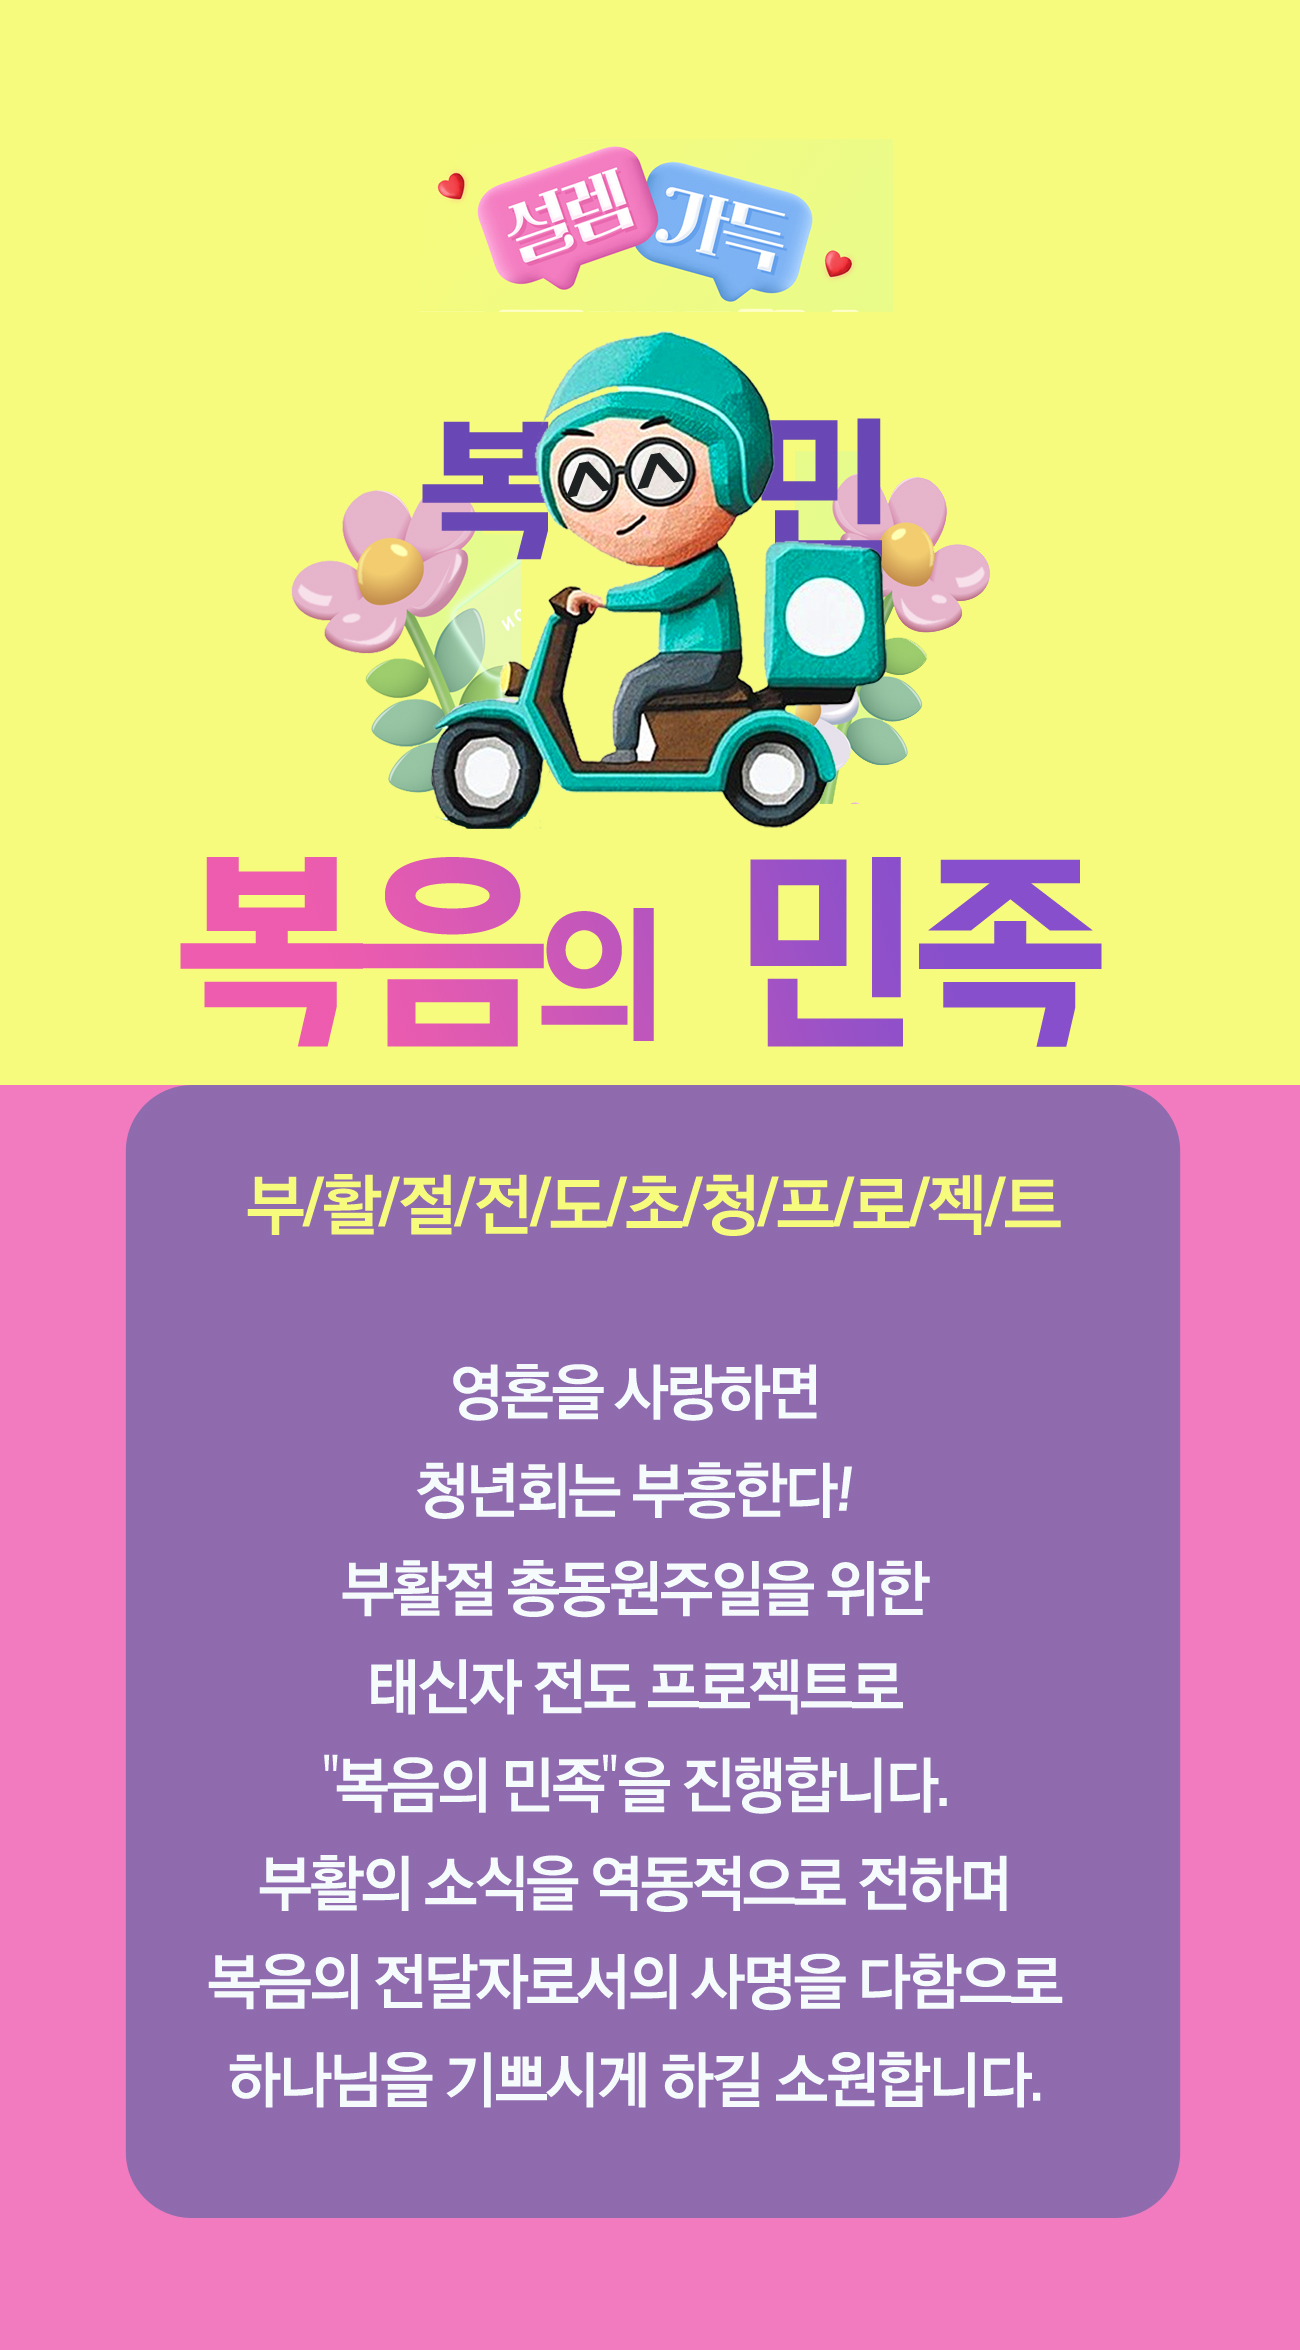 설렘 가득
복 민
복음의 민족
부/활/절/전/도/초/청/프/로/젝/트
영혼을 사랑하면
청년회는 부흥한다!
부활절 총동원주일을 위한
태신자 전도 프로젝트로
"복음의 민족"을 진행합니다.
부활의 소식을 역동적으로 전하며
복음의 전달자로서의 사명을 다함으로
하나님을 기쁘시게 하길 소원합니다.